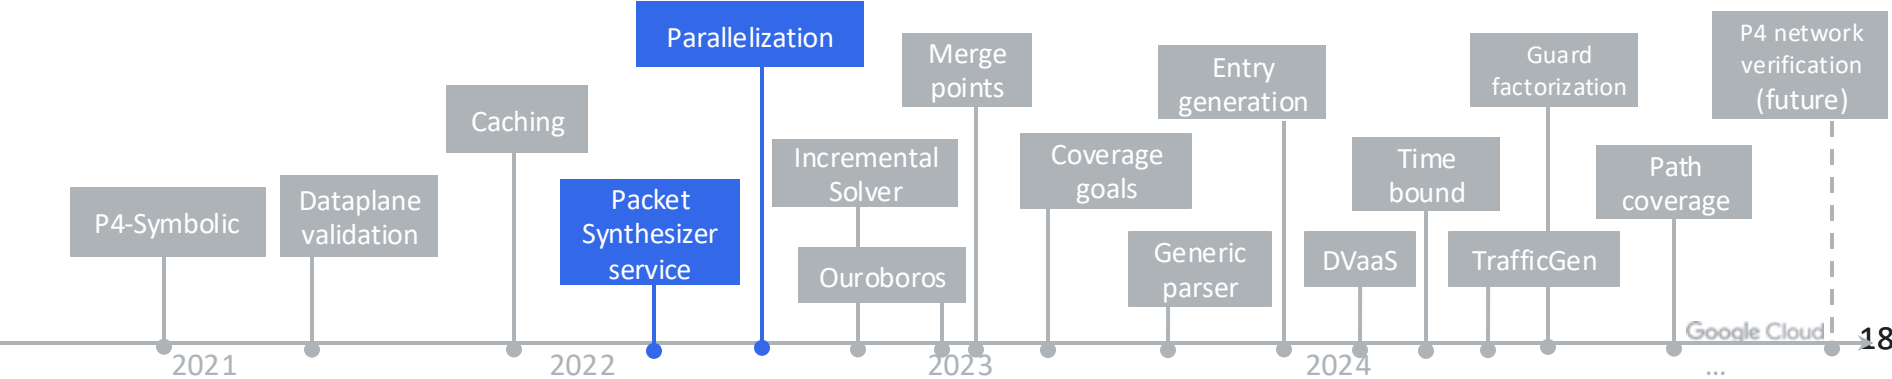 P4-Symbolic
Dataplane
validation
Caching
Packet
Synthesizer
service
Parallelization
Incremental
Solver
Ouroboros
Merge
points
Coverage
goals
Generic
parser
Entry
generation
DVaaS
Time
bound
TrafficGen
Guard
factorization
Path
coverage
P4 network
verification
(future)
2021
2022
2023
2024
...
Google Cloud
18